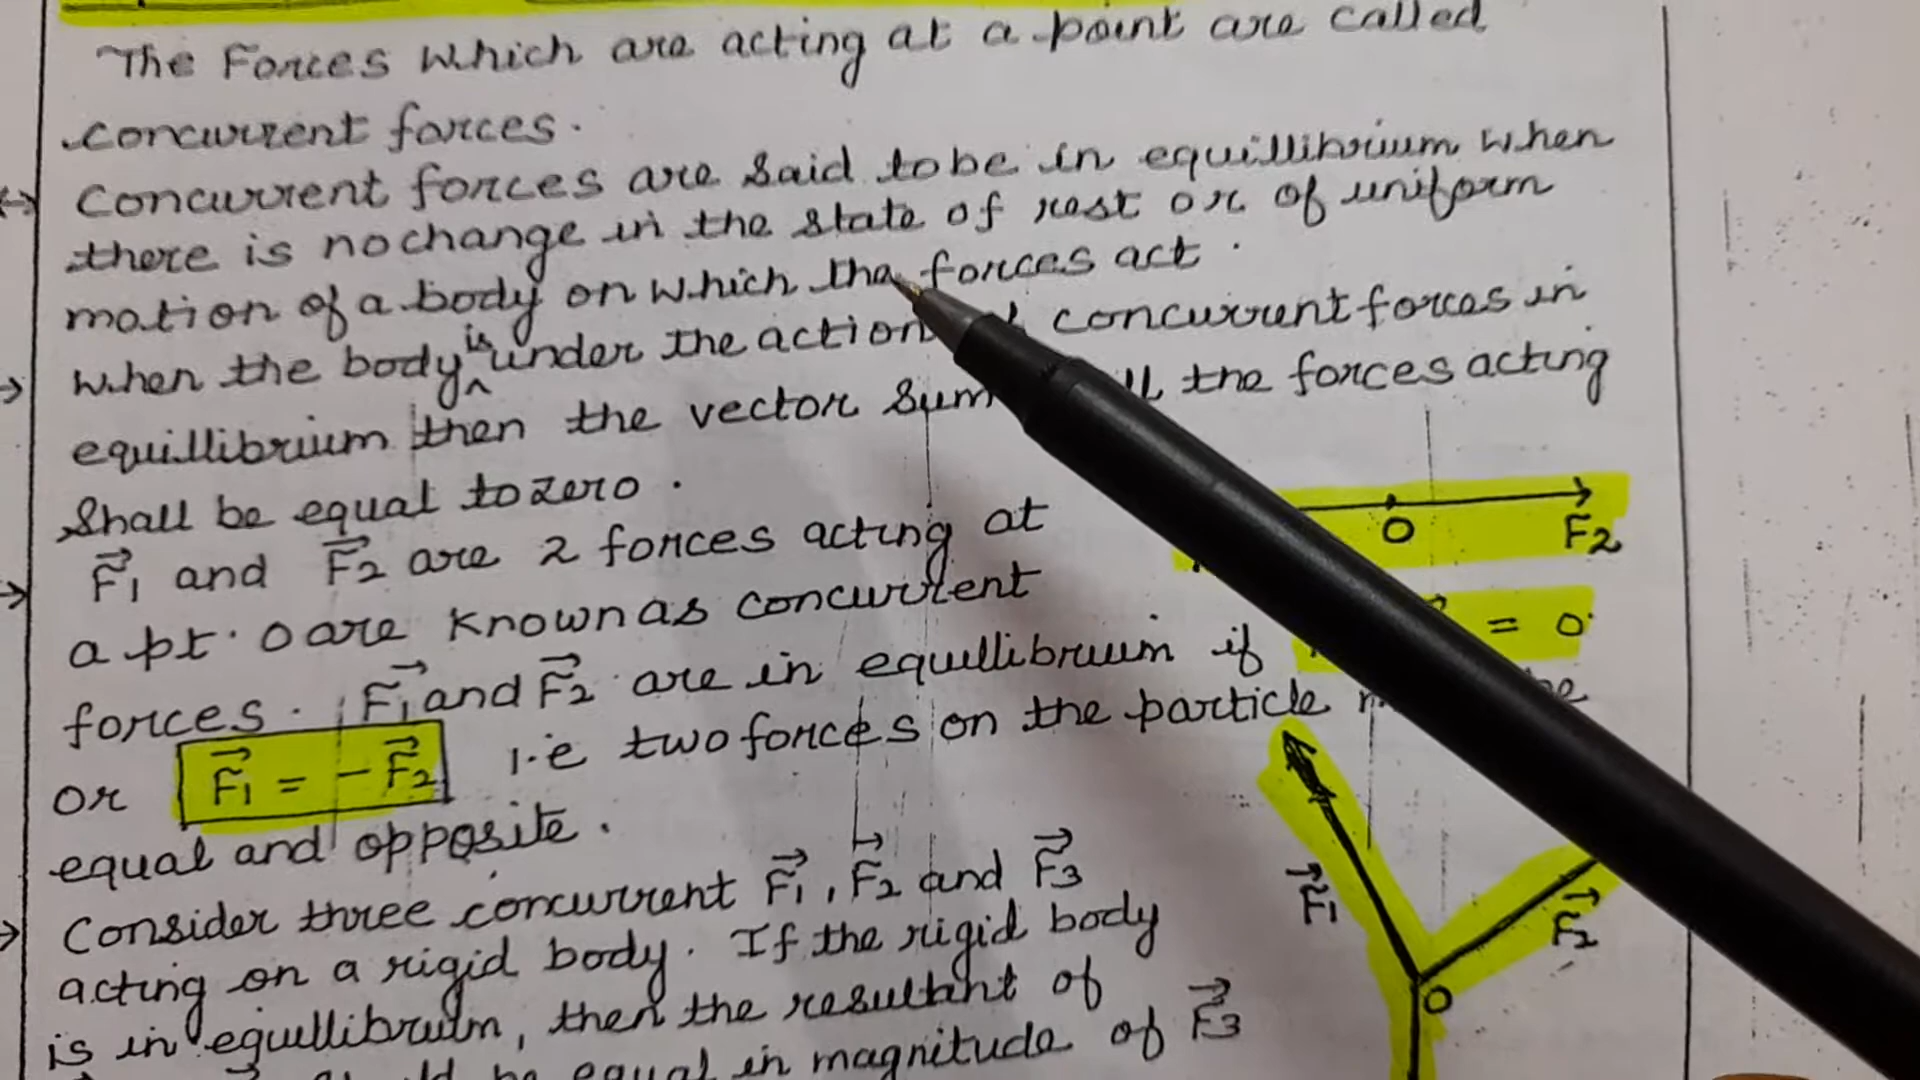 The Forces which are acting at a point are called
concurrent forces.
Concurrent forces are said to be in equillibrium when
there is no change in the state of rest or of uniform
motion of a body on which the forces act.
when the body is under the action concurrent forces in
equillibrium then the vector sum the forces acting
shall be equal to zero.
F⃗1 and F⃗2 are 2 forces acting at
a pt. O are known as concurrent
forces. F⃗1 and F⃗2 are in equillibrium if
or F⃗1 = -F⃗2 i.e two forces on the particle
equal and opposite.
Consider three concurrent F⃗1, F⃗2 and F⃗3
acting on a rigid body. If the rigid body
is in equillibrium, then the resultant of
be equal in magnitude of F⃗3
O
F2
= 0
F⃗1
F⃗2
O